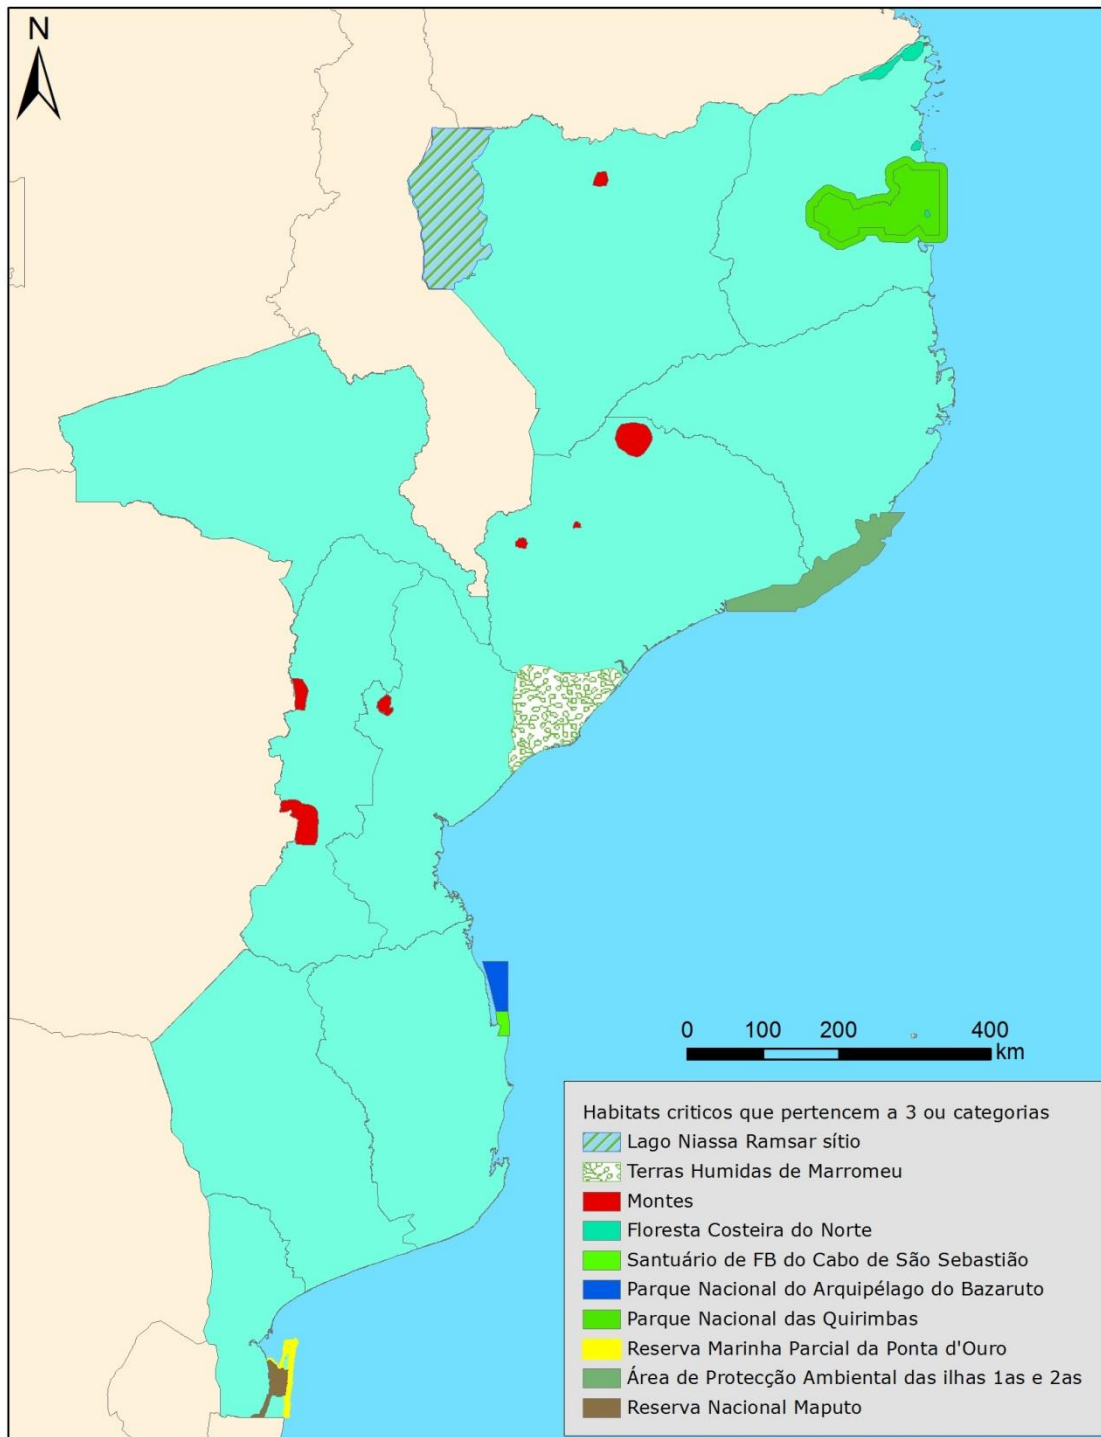 N
0 100 200 400
km
Habitats criticos que pertencem a 3 ou categorias
Lago Niassa Ramsar sítio
Terras Humidas de Marromeu
Montes
Floresta Costeira do Norte
Santuário de FB do Cabo de São Sebastião
Parque Nacional do Arquipélago do Bazaruto
Parque Nacional das Quirimbas
Reserva Marinha Parcial da Ponta d'Ouro
Área de Protecção Ambiental das ilhas 1as e 2as
Reserva Nacional Maputo